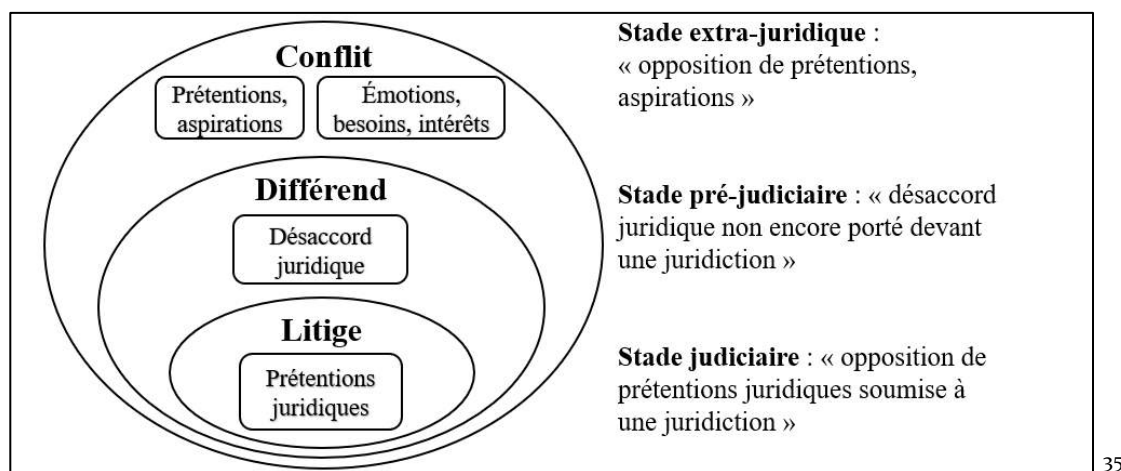 Conflit
Prétentions,
aspirations
Émotions,
besoins, intérêts
Différend
Désaccord
juridique
Litige
Prétentions
juridiques
Stade extra-juridique :
« opposition de prétentions,
aspirations »
Stade pré-judiciaire : « désaccord
juridique non encore porté devant
une juridiction »
Stade judiciaire : « opposition de
prétentions juridiques soumise à
une juridiction »
35